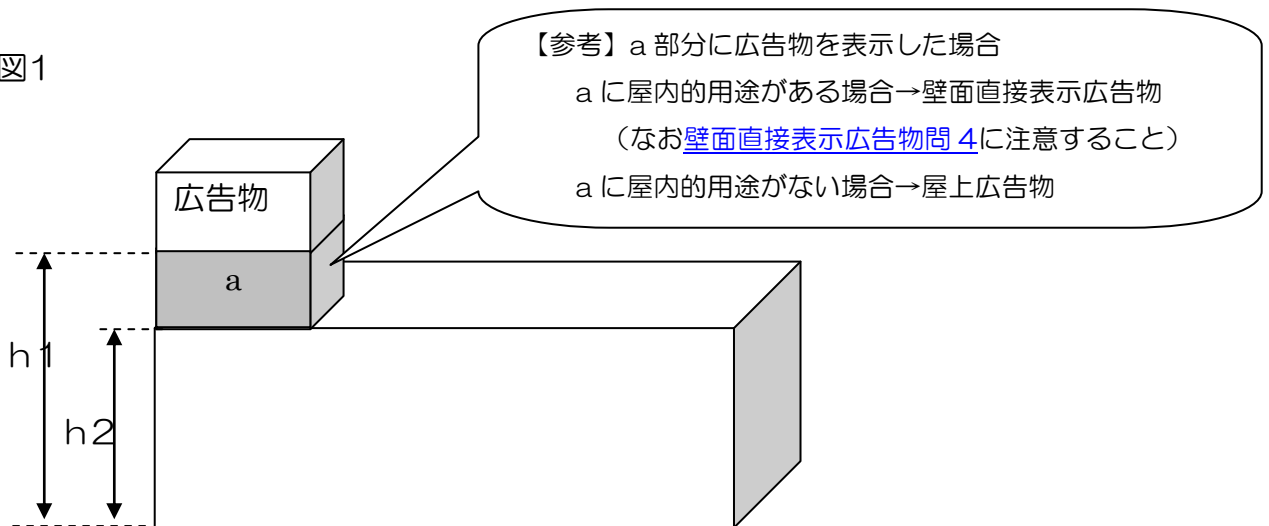 図1
【参考】a部分に広告物を表示した場合
aに屋内的用途がある場合→壁面直接表示広告物
（なお壁面直接表示広告物問4に注意すること）
aに屋内的用途がない場合→屋上広告物
広告物
a
h1
h2